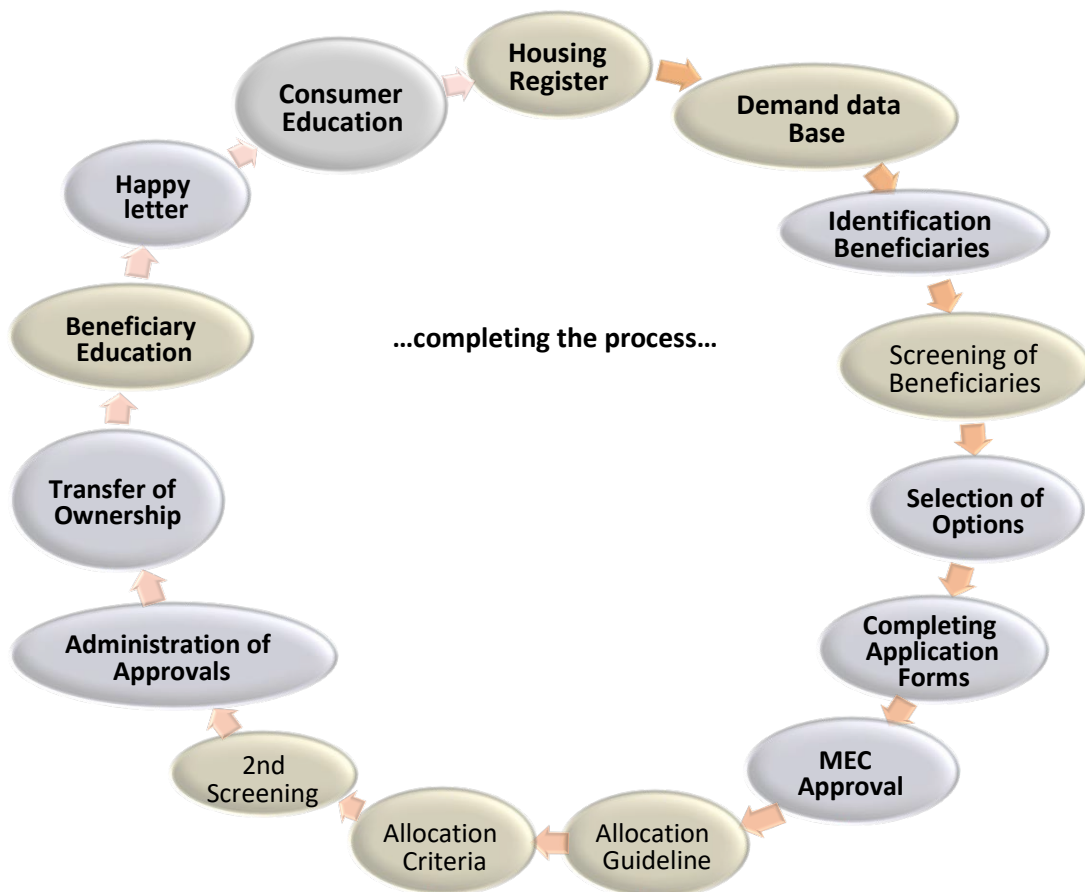 Housing
Register
Demand data
Base
Identification
Beneficiaries
Screening of
Beneficiaries
Selection of
Options
Completing
Application
Forms
MEC
Approval
Allocation
Guideline
Allocation
Criteria
2nd
Screening
Administration of
Approvals
Transfer of
Ownership
Beneficiary
Education
Happy
letter
Consumer
Education
...completing the process...